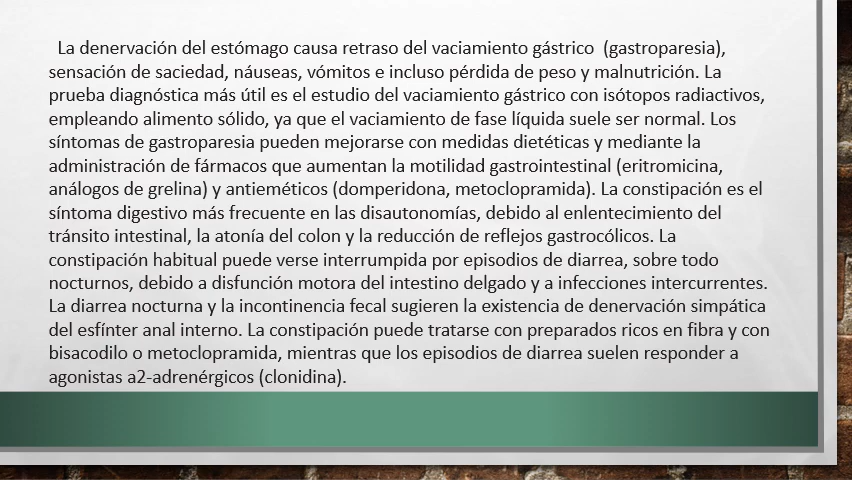 La denervación del estómago causa retraso del vaciamiento gástrico (gastroparesia),
sensación de saciedad, náuseas, vómitos e incluso pérdida de peso y malnutrición. La
prueba diagnóstica más útil es el estudio del vaciamiento gástrico con isótopos radiactivos,
empleando alimento sólido, ya que el vaciamiento de fase líquida suele ser normal. Los
síntomas de gastroparesia pueden mejorarse con medidas dietéticas y mediante la
administración de fármacos que aumentan la motilidad gastrointestinal (eritromicina,
análogos de grelina) y antieméticos (domperidona, metoclopramida). La constipación es el
síntoma digestivo más frecuente en las disautonomías, debido al enlentecimiento del
tránsito intestinal, la atonía del colon y la reducción de reflejos gastrocólicos. La
constipación habitual puede verse interrumpida por episodios de diarrea, sobre todo
nocturnos, debido a disfunción motora del intestino delgado y a infecciones intercurrentes.
La diarrea nocturna y la incontinencia fecal sugieren la existencia de denervación simpática
del esfínter anal interno. La constipación puede tratarse con preparados ricos en fibra y con
bisacodilo o metoclopramida, mientras que los episodios de diarrea suelen responder a
agonistas a2-adrenérgicos (clonidina).